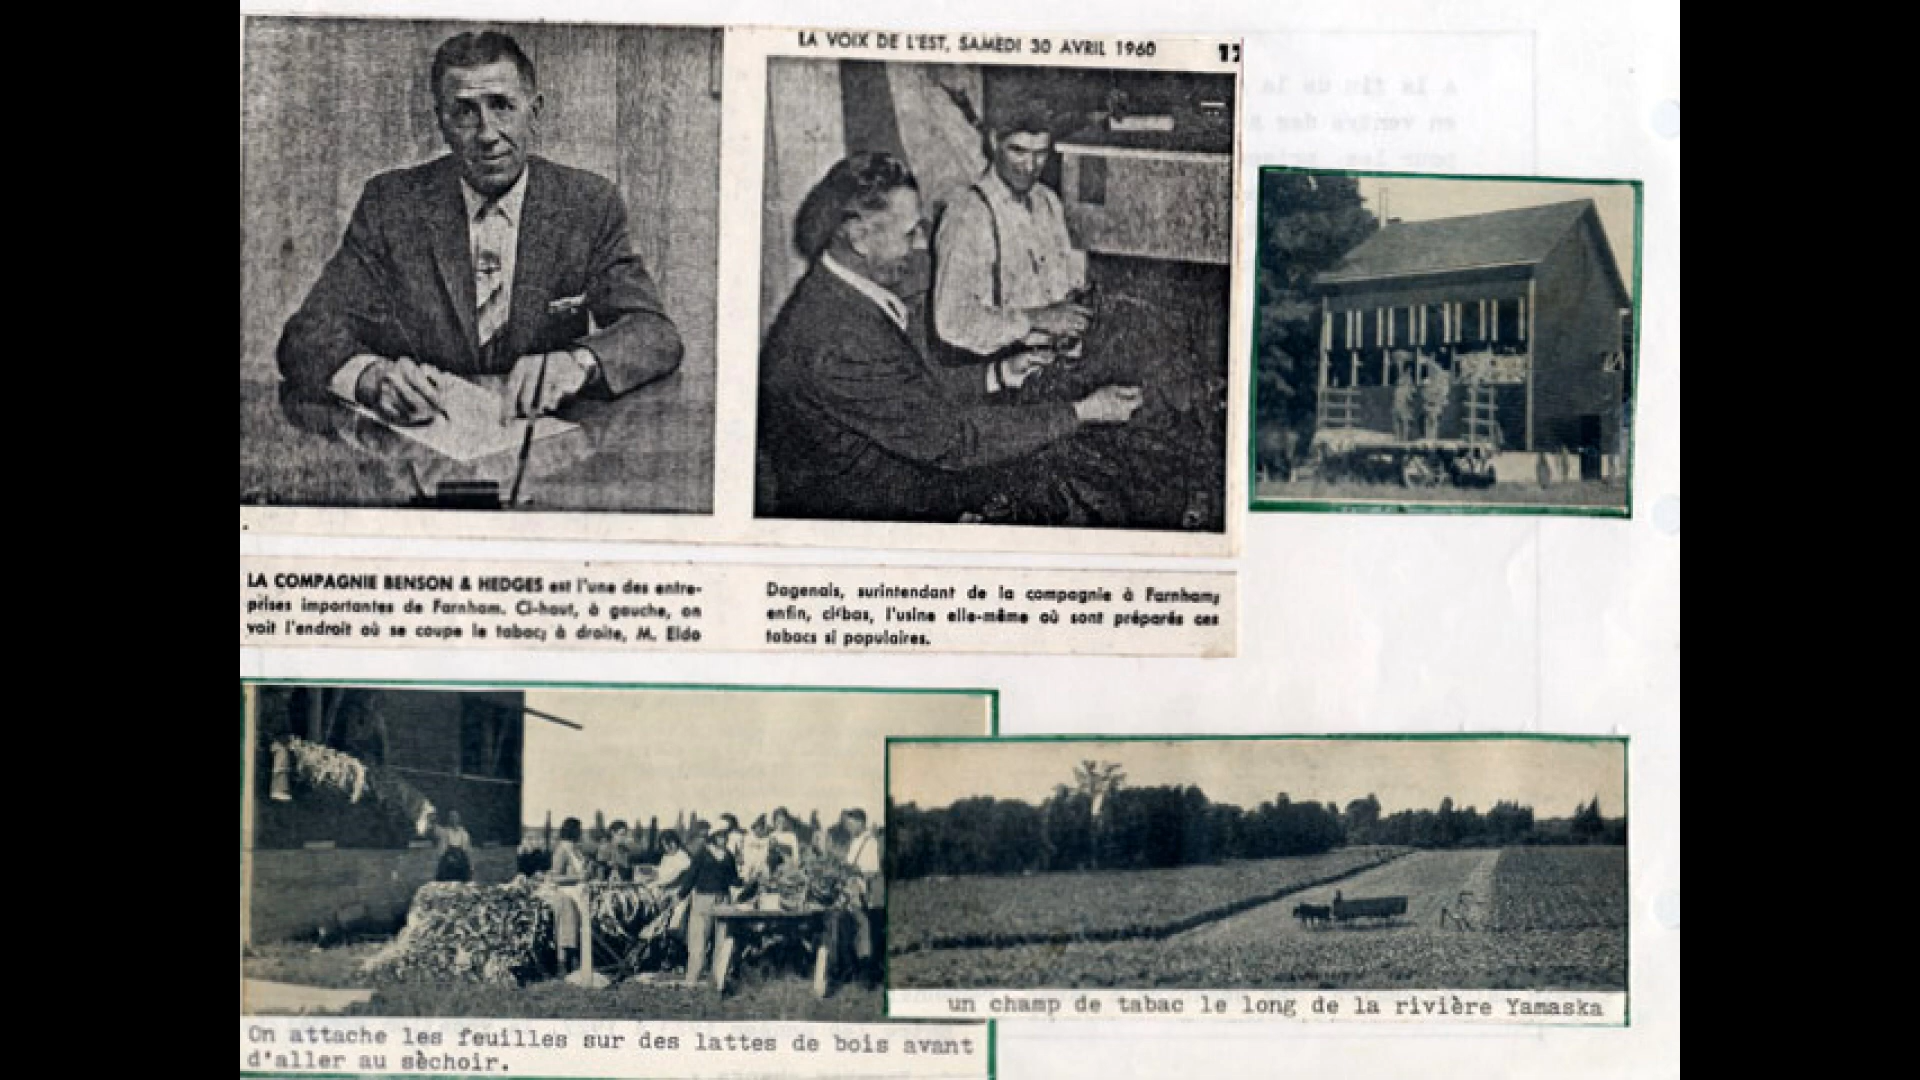 LA VOIX DE L'EST, SAMEDI 30 AVRIL 1960
17
LA COMPAGNIE BENSON & HEDGES est l'une des entre-
prises importantes de Farnham. Ci-haut, à gauche, on
voit l'endroit où se coupe le tabac; à droite, M. Eldo
Dagenais, surintendant de la compagnie à Farnham;
enfin, ci-bas, l'usine elle-même où sont préparés ces
tabacs si populaires.
un champ de tabac le long de la rivière Yamaska
On attache les feuilles sur des lattes de bois avant
d'aller au sèchoir.